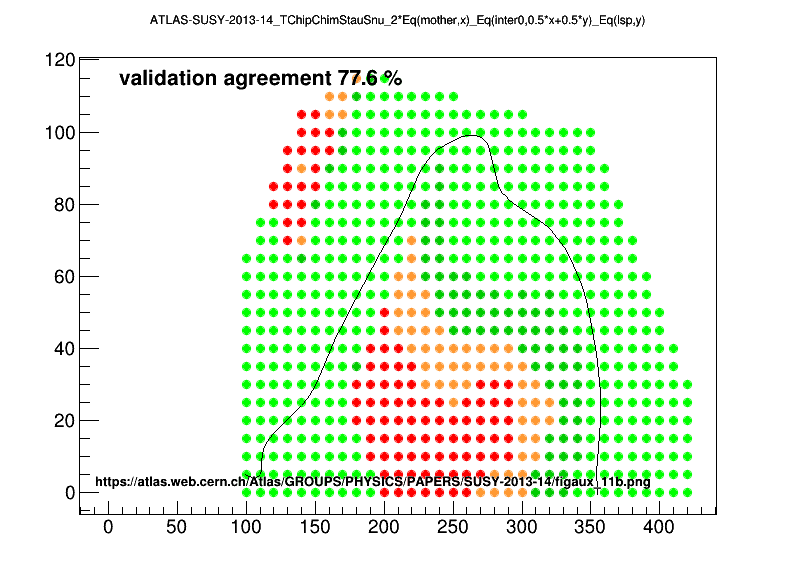 ATLAS-SUSY-2013-14_TChipChimStauSnu_2*Eq(mother,x)_Eq(inter0,0.5*x+0.5*y)_Eq(lsp,y)
120
validation agreement 77.6 %
100
80
60
40
20
https://atlas.web.cern.ch/Atlas/GROUPS/PHYSICS/PAPERS/SUSY-2013-14/figaux_11b.png
0
0 50 100 150 200 250 300 350 400